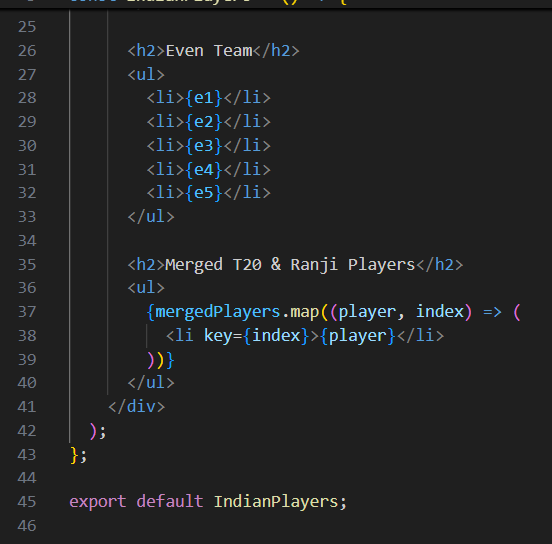 const IndianPlayers = () => {
25
26 <h2>Even Team</h2>
27 <ul>
28 <li>{e1}</li>
29 <li>{e2}</li>
30 <li>{e3}</li>
31 <li>{e4}</li>
32 <li>{e5}</li>
33 </ul>
34
35 <h2>Merged T20 & Ranji Players</h2>
36 <ul>
37 {mergedPlayers.map((player, index) => (
38 <li key={index}>{player}</li>
39 ))}
40 </ul>
41 </div>
42 );
43 };
44
45 export default IndianPlayers;
46